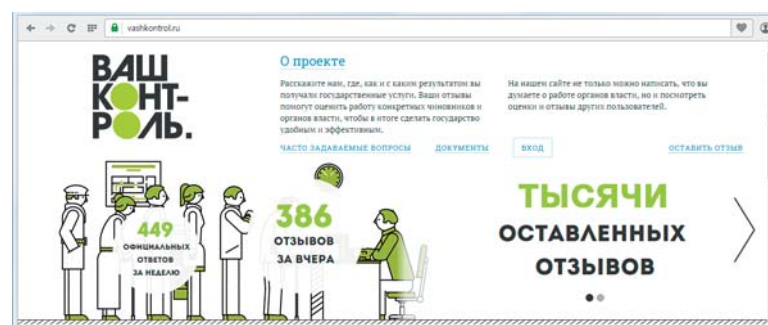 vashkontrol.ru
ВАШ
КОНТ-
РОЛЬ.
О проекте
Расскажите нам, где, как и с каким результатом вы
получали государственные услуги. Ваши отзывы
помогут оценить работу конкретных чиновников и
органов власти, чтобы в итоге сделать государство
удобным и эффективным.
На нашем сайте не только можно написать, что вы
думаете о работе органов власти, но и посмотреть
оценки и отзывы других пользователей.
ЧАСТО ЗАДАВАЕМЫЕ ВОПРОСЫ ДОКУМЕНТЫ ВХОД ОСТАВИТЬ ОТЗЫВ
449
ОФИЦИАЛЬНЫХ
ОТВЕТОВ
ЗА НЕДЕЛЮ
386
ОТЗЫВОВ
ЗА ВЧЕРА
ТЫСЯЧИ
ОСТАВЛЕННЫХ
ОТЗЫВОВ